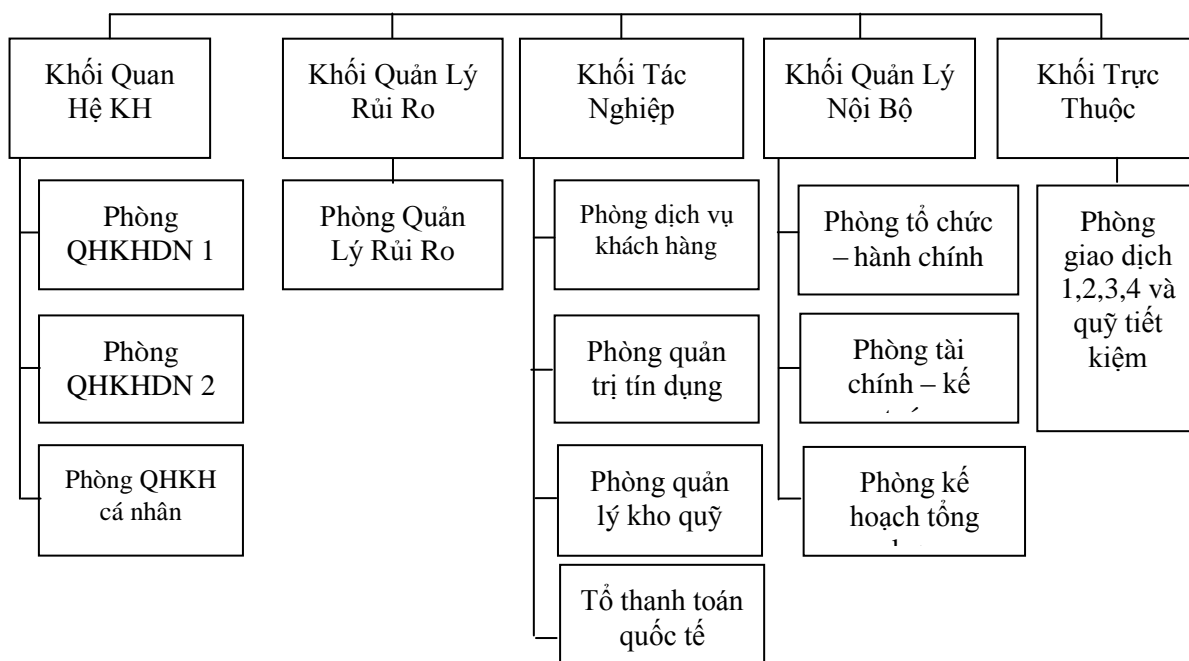 Khối Quan
Hệ KH
Khối Quản Lý
Rủi Ro
Khối Tác
Nghiệp
Khối Quản Lý
Nội Bộ
Khối Trực
Thuộc
Phòng
QHKHDN 1
Phòng
QHKHDN 2
Phòng QHKH
cá nhân
Phòng Quản
Lý Rủi Ro
Phòng dịch vụ
khách hàng
Phòng quản
trị tín dụng
Phòng quản
lý kho quỹ
Tổ thanh toán
quốc tế
Phòng tổ chức
– hành chính
Phòng tài
chính – kế
Phòng kế
hoạch tổng
Phòng
giao dịch
1,2,3,4 và
quỹ tiết
kiệm